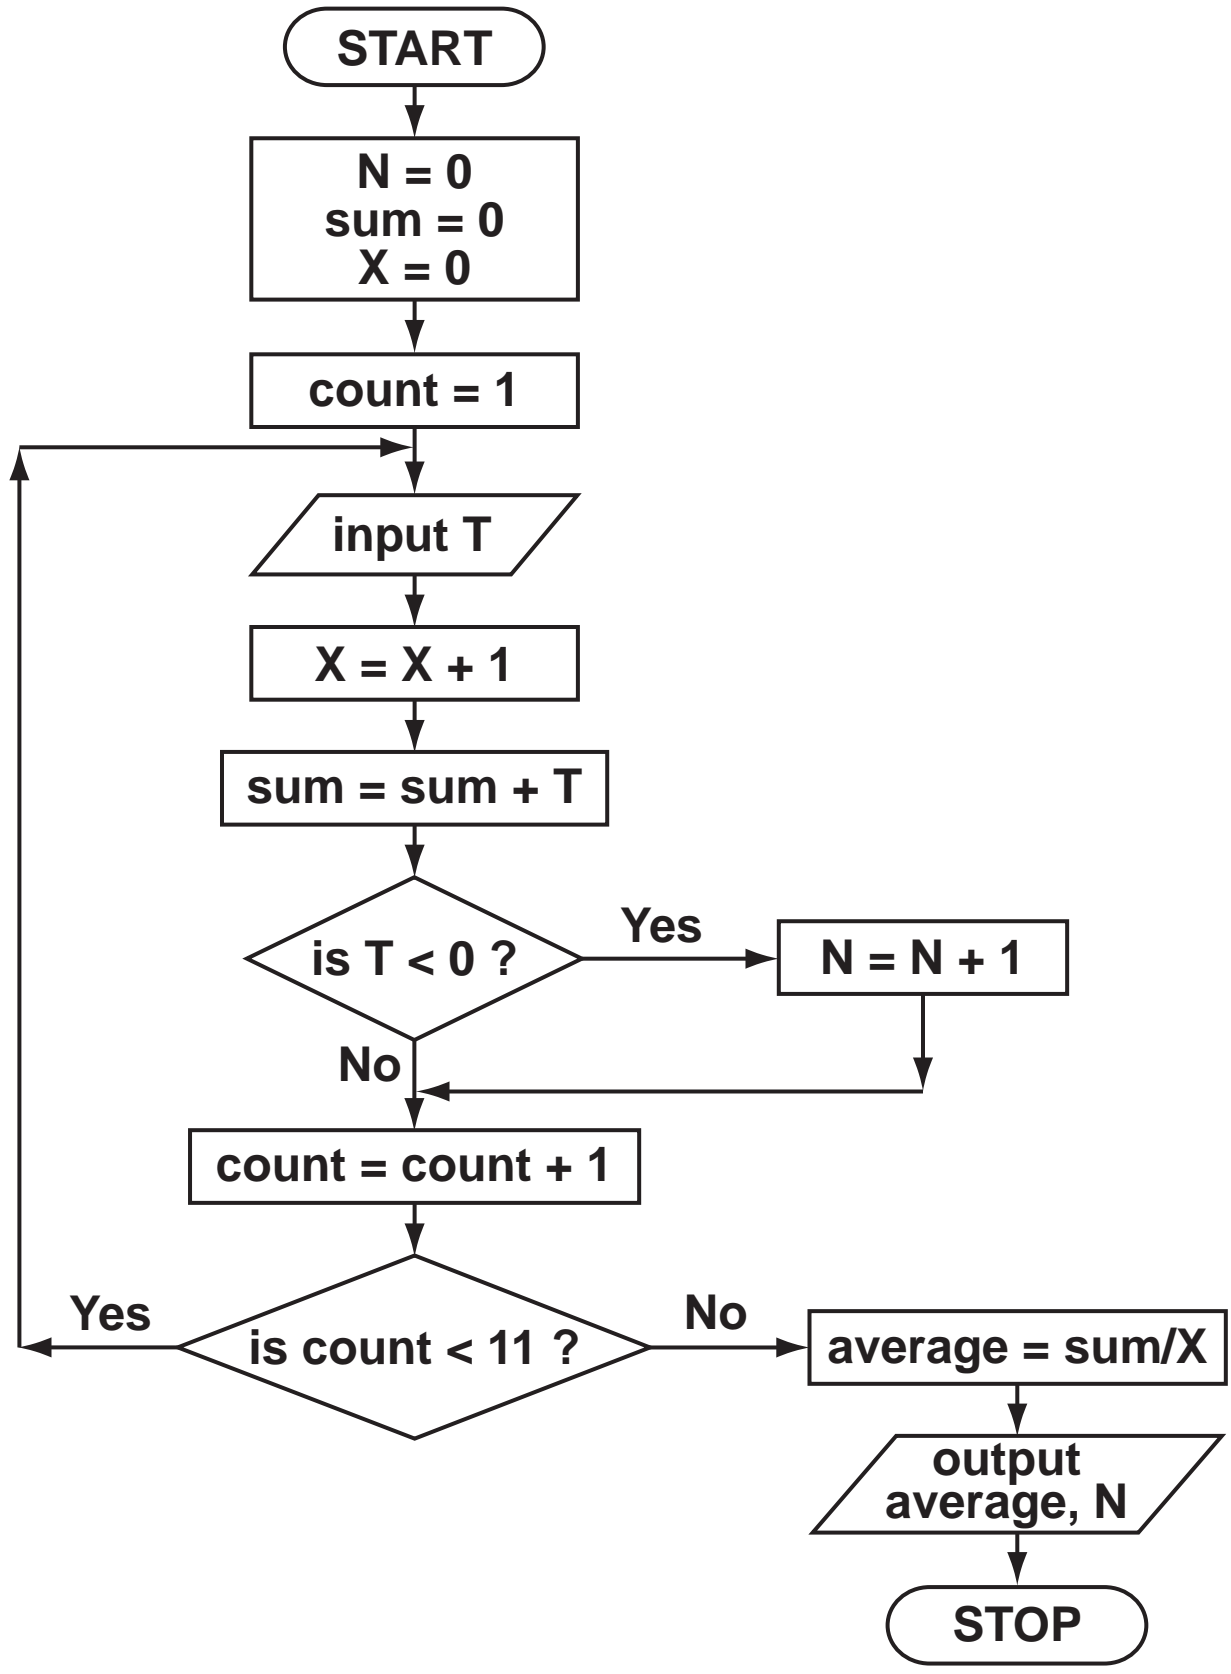 START
N = 0
sum = 0
X = 0
count = 1
input T
X = X + 1
sum = sum + T
is T < 0 ?
Yes
N = N + 1
No
count = count + 1
is count < 11 ?
Yes
No
average = sum/X
output
average, N
STOP